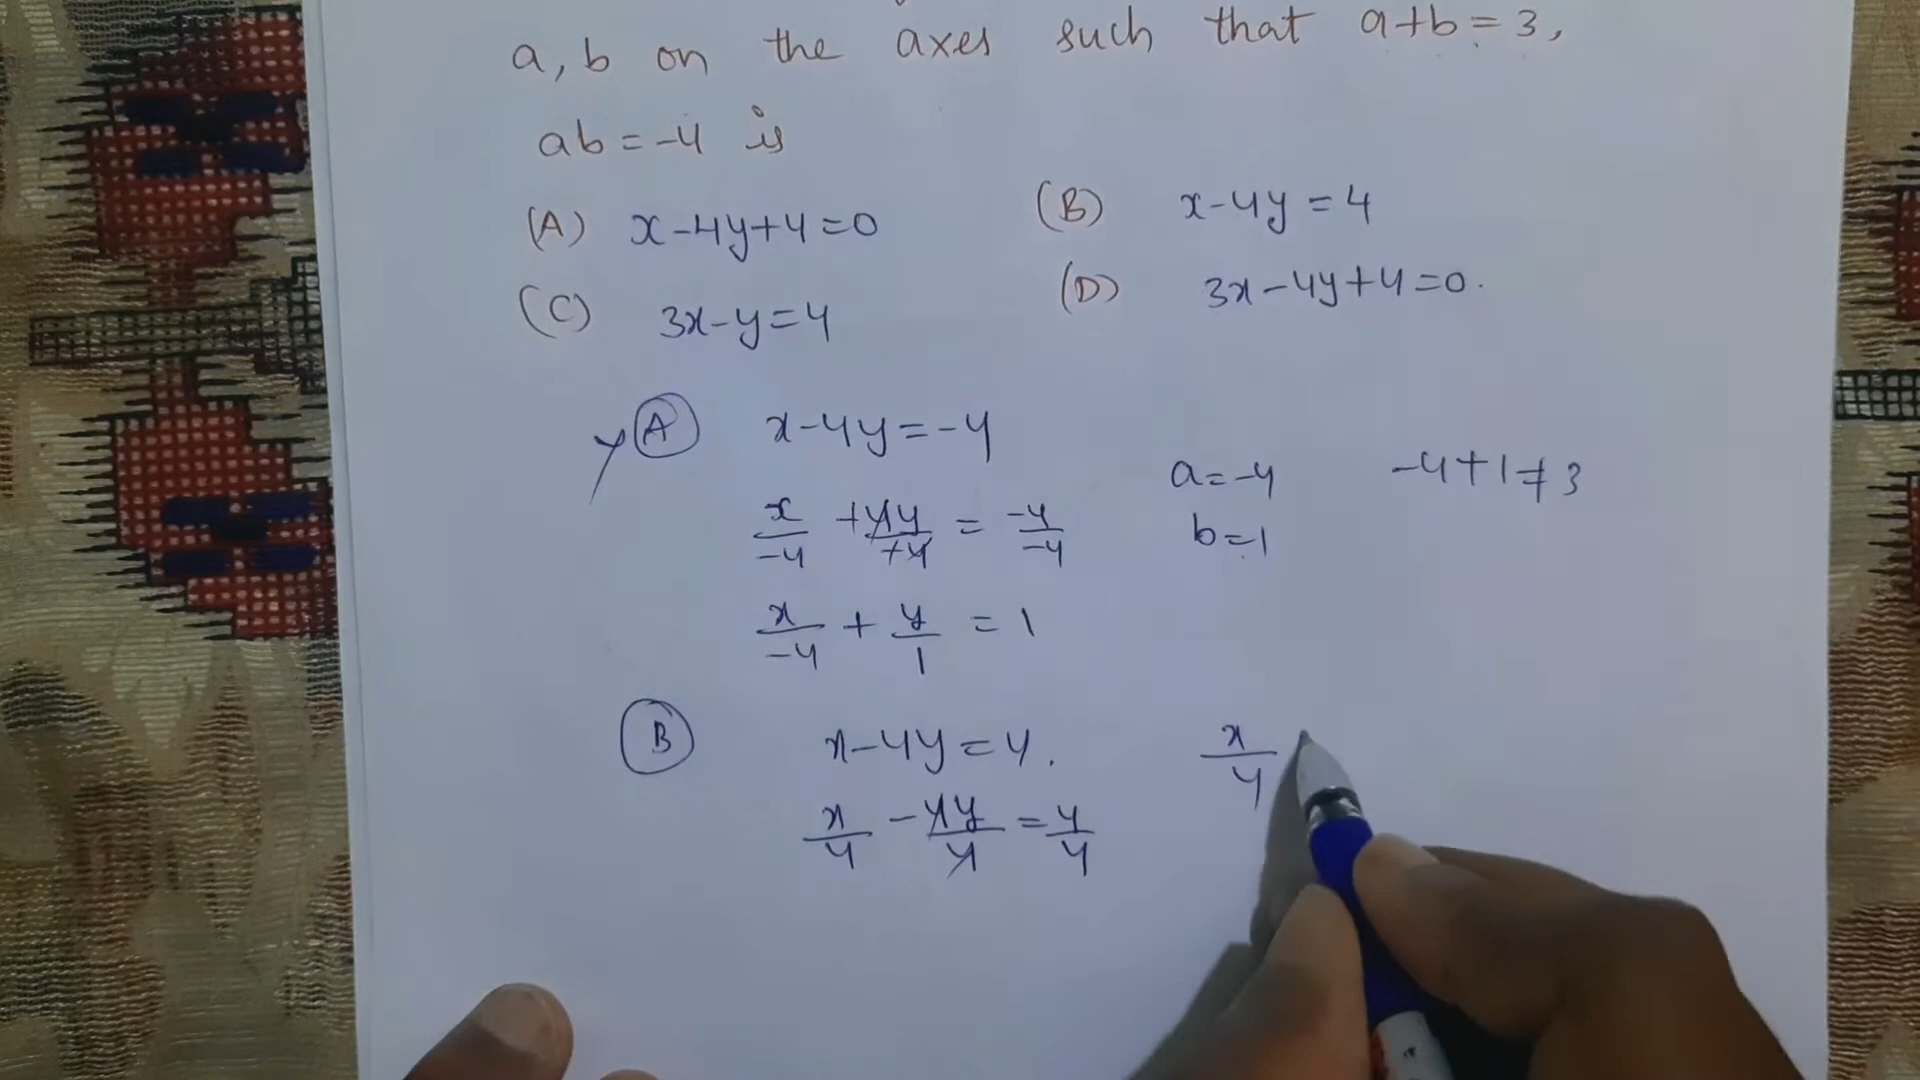 a, b on the axes such that a+b=3,
ab = -4 is
(A) x-4y+4=0 (B) x-4y=4
(C) 3x-y=4 (D) 3x-4y+4=0.
(A) x-4y=-4
a=-4 -4+1≠3
x/-4 + 4y/+4 = -4/-4 b=1
x/-4 + y/1 = 1
(B) x-4y=4. x/4
x/4 - 4y/4 = 4/4